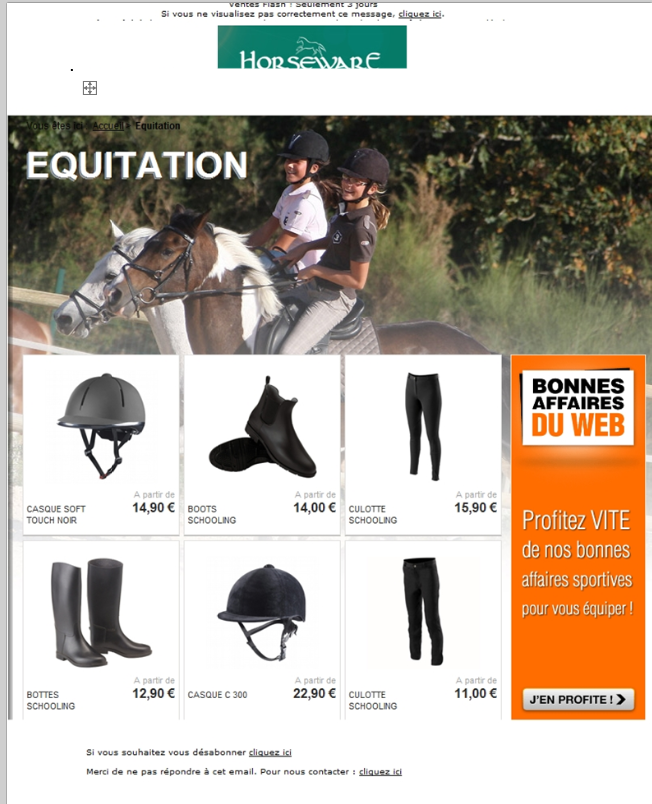 Ventes Flash ! Seulement 3 jours
Si vous ne visualisez pas correctement ce message, cliquez ici.
HORSEWARE
Vous êtes ici : Accueil > Equitation
EQUITATION
BONNES
AFFAIRES
DU WEB
A partir de
CASQUE SOFT 14,90 €
TOUCH NOIR
A partir de
BOOTS 14,00 €
SCHOOLING
A partir de
CULOTTE 15,90 €
SCHOOLING
Profitez VITE
de nos bonnes
affaires sportives
pour vous équiper !
A partir de
12,90 €
BOTTES
SCHOOLING
A partir de
CASQUE C 300 22,90 €
A partir de
11,00 €
CULOTTE
SCHOOLING
J'EN PROFITE !
Si vous souhaitez vous désabonner cliquez ici
Merci de ne pas répondre à cet email. Pour nous contacter : cliquez ici